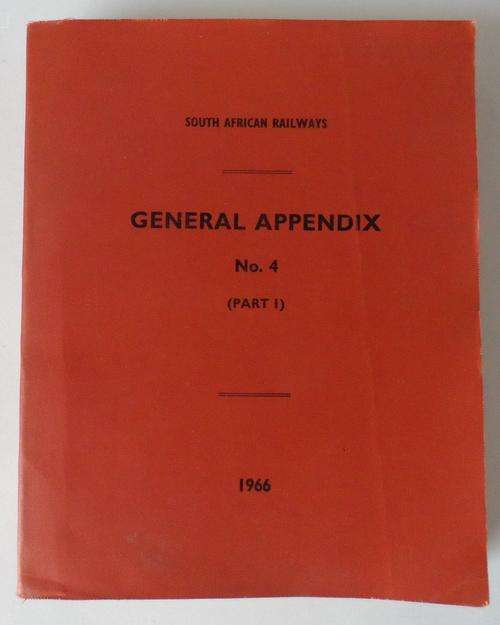 SOUTH AFRICAN RAILWAYS
GENERAL APPENDIX
No. 4
(PART I)
1966